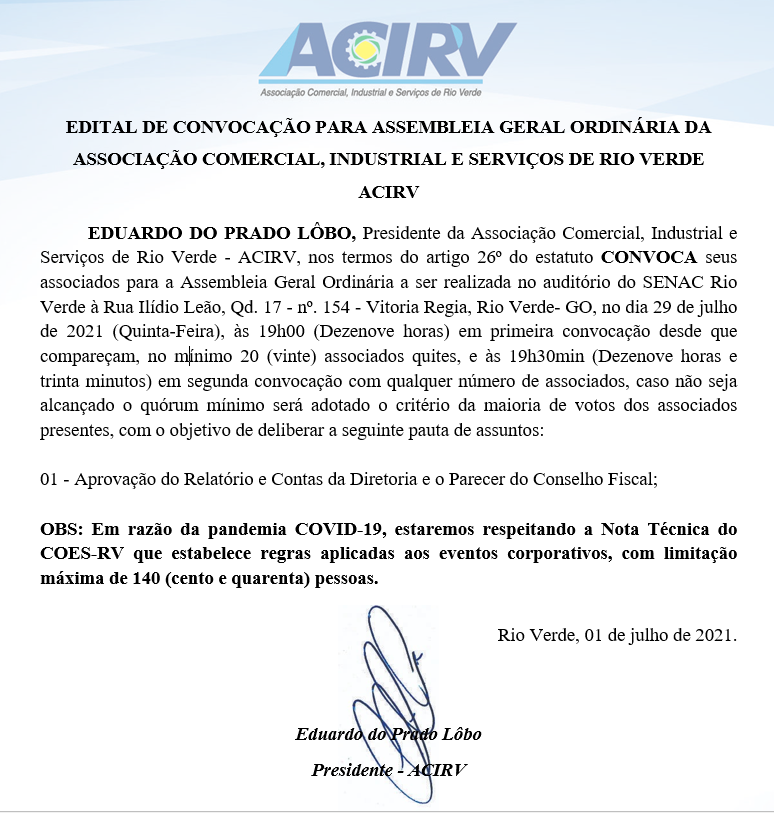 ACIRV
Associação Comercial, Industrial e Serviços de Rio Verde
EDITAL DE CONVOCAÇÃO PARA ASSEMBLEIA GERAL ORDINÁRIA DA
ASSOCIAÇÃO COMERCIAL, INDUSTRIAL E SERVIÇOS DE RIO VERDE
ACIRV
EDUARDO DO PRADO LÔBO, Presidente da Associação Comercial, Industrial e
Serviços de Rio Verde - ACIRV, nos termos do artigo 26º do estatuto CONVOCA seus
associados para a Assembleia Geral Ordinária a ser realizada no auditório do SENAC Rio
Verde à Rua Ilídio Leão, Qd. 17 - nº. 154 - Vitoria Regia, Rio Verde- GO, no dia 29 de julho
de 2021 (Quinta-Feira), às 19h00 (Dezenove horas) em primeira convocação desde que
compareçam, no mínimo 20 (vinte) associados quites, e às 19h30min (Dezenove horas e
trinta minutos) em segunda convocação com qualquer número de associados, caso não seja
alcançado o quórum mínimo será adotado o critério da maioria de votos dos associados
presentes, com o objetivo de deliberar a seguinte pauta de assuntos:
01 - Aprovação do Relatório e Contas da Diretoria e o Parecer do Conselho Fiscal;
OBS: Em razão da pandemia COVID-19, estaremos respeitando a Nota Técnica do
COES-RV que estabelece regras aplicadas aos eventos corporativos, com limitação
máxima de 140 (cento e quarenta) pessoas.
Rio Verde, 01 de julho de 2021.
Eduardo do Prado Lôbo
Presidente - ACIRV